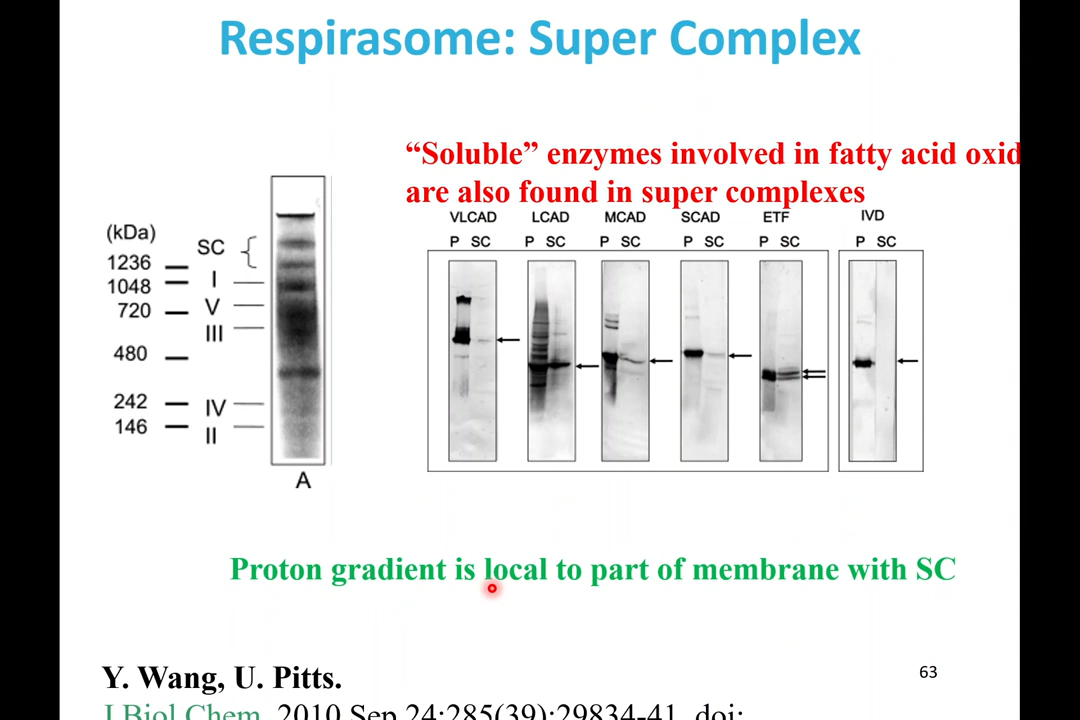 Respirasome: Super Complex
“Soluble” enzymes involved in fatty acid oxid
are also found in super complexes
(kDa)
1236
1048
720
480
242
146
SC
I
V
III
IV
II
A
VLCAD LCAD MCAD SCAD ETF IVD
P SC P SC P SC P SC P SC P SC
Proton gradient is local to part of membrane with SC
Y. Wang, U. Pitts.
63
J Biol Chem. 2010 Sep 24;285(39):29834-41. doi: